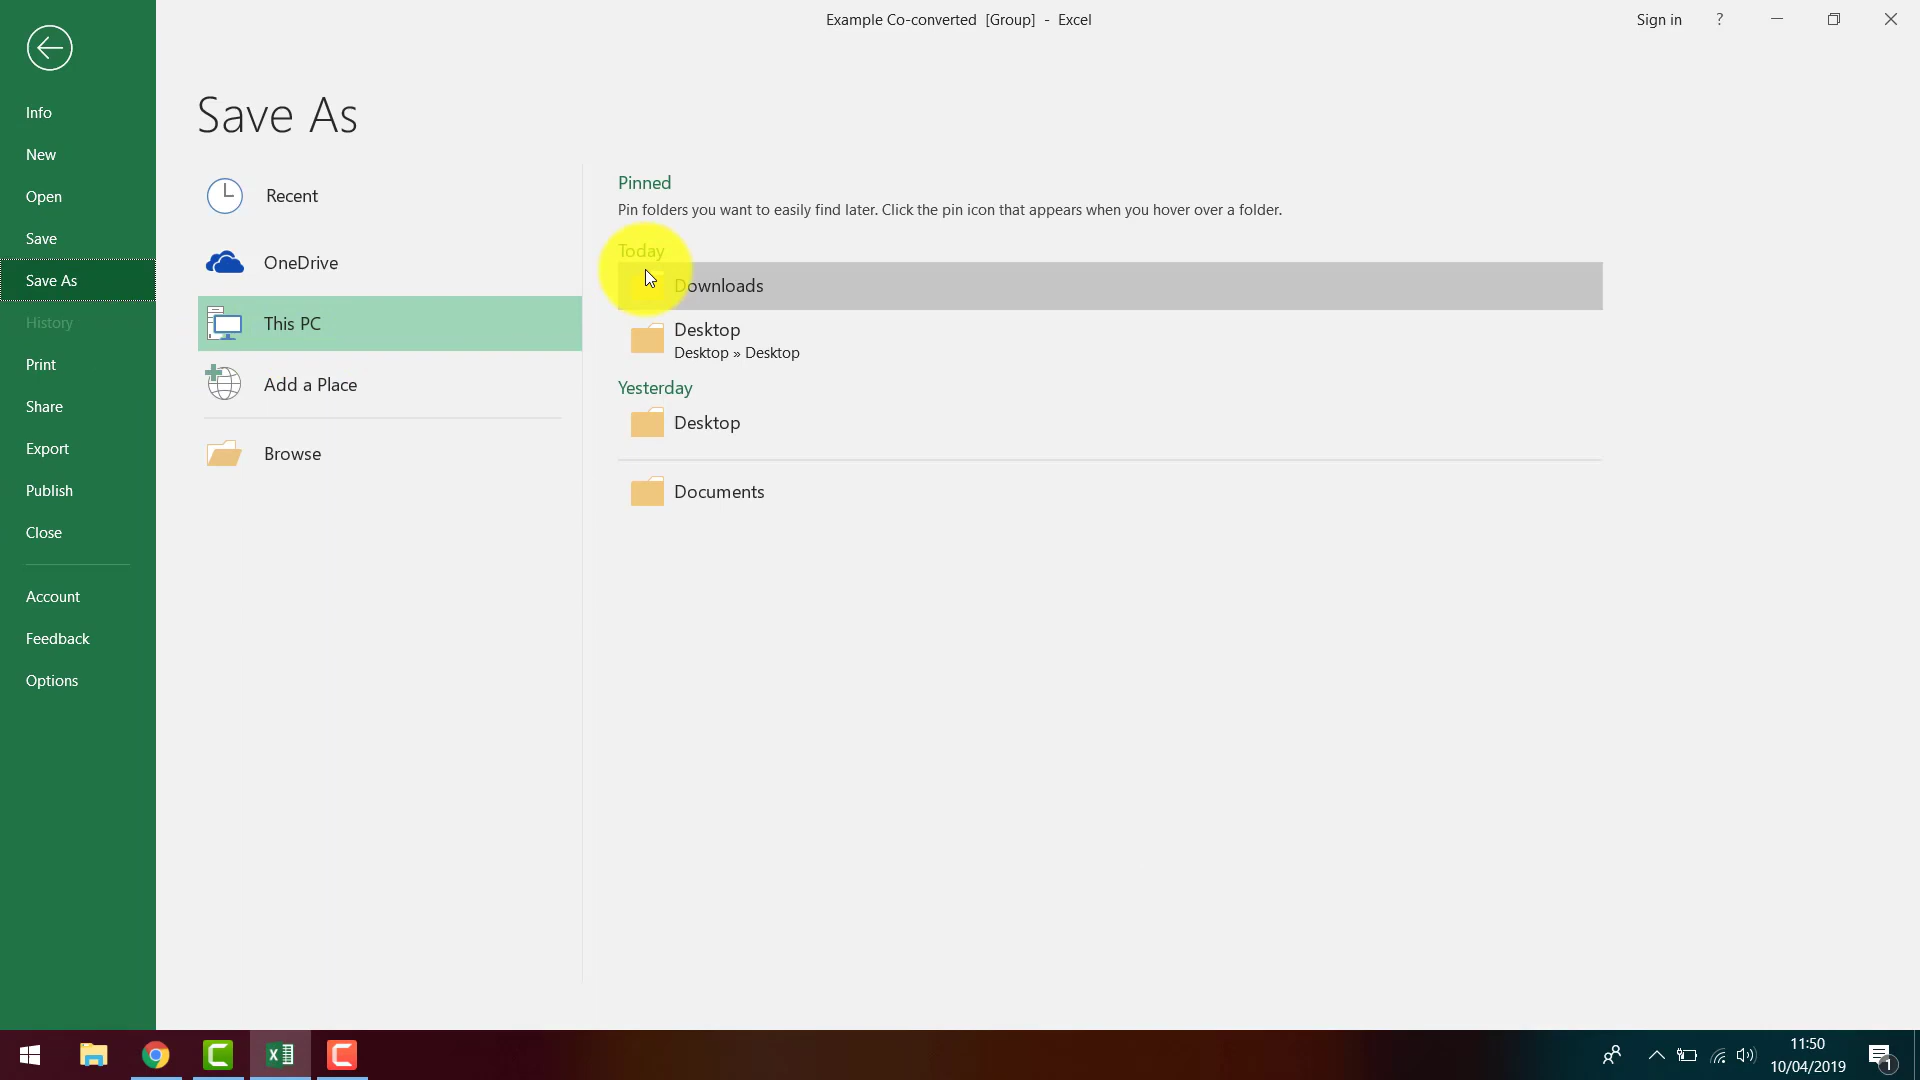 Example Co-converted [Group] - Excel
Sign in ?
Info
New
Open
Save
Save As
History
Print
Share
Export
Publish
Close
Account
Feedback
Options
Save As
Recent
OneDrive
This PC
Add a Place
Browse
Pinned
Pin folders you want to easily find later. Click the pin icon that appears when you hover over a folder.
Today
Downloads
Desktop
Desktop » Desktop
Yesterday
Desktop
Documents
11:50
10/04/2019
1